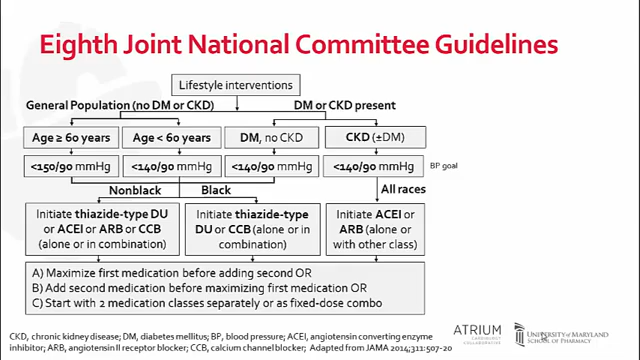 Eighth Joint National Committee Guidelines
Lifestyle interventions
General Population (no DM or CKD)
DM or CKD present
Age ≥ 60 years
Age < 60 years
DM, no CKD
CKD (±DM)
<150/90 mmHg
<140/90 mmHg
<140/90 mmHg
<140/90 mmHg
BP goal
Nonblack
Black
All races
Initiate thiazide-type DU
or ACEI or ARB or CCB
(alone or in combination)
Initiate thiazide-type
DU or CCB (alone or in
combination)
Initiate ACEI or
ARB (alone or
with other class)
A) Maximize first medication before adding second OR
B) Add second medication before maximizing first medication OR
C) Start with 2 medication classes separately or as fixed-dose combo
CKD, chronic kidney disease; DM, diabetes mellitus; BP, blood pressure; ACEI, angiotensin converting enzyme
inhibitor; ARB, angiotensin II receptor blocker; CCB, calcium channel blocker; Adapted from JAMA 2014;311:507-20
ATRIUM
CARDIOLOGY
COLLABORATIVE
UNIVERSITY of MARYLAND
SCHOOL OF PHARMACY